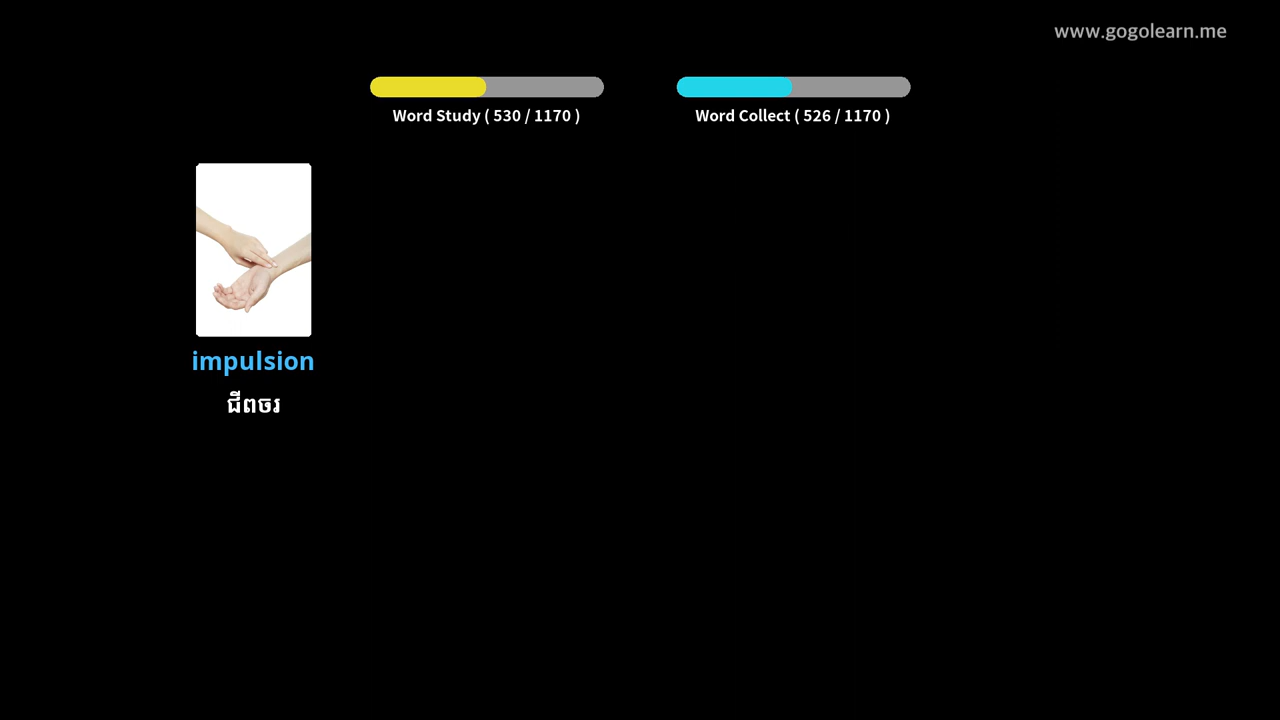 www.gogolearn.me
Word Study ( 530 / 1170 )
Word Collect ( 526 / 1170 )
impulsion
ជីពចរ